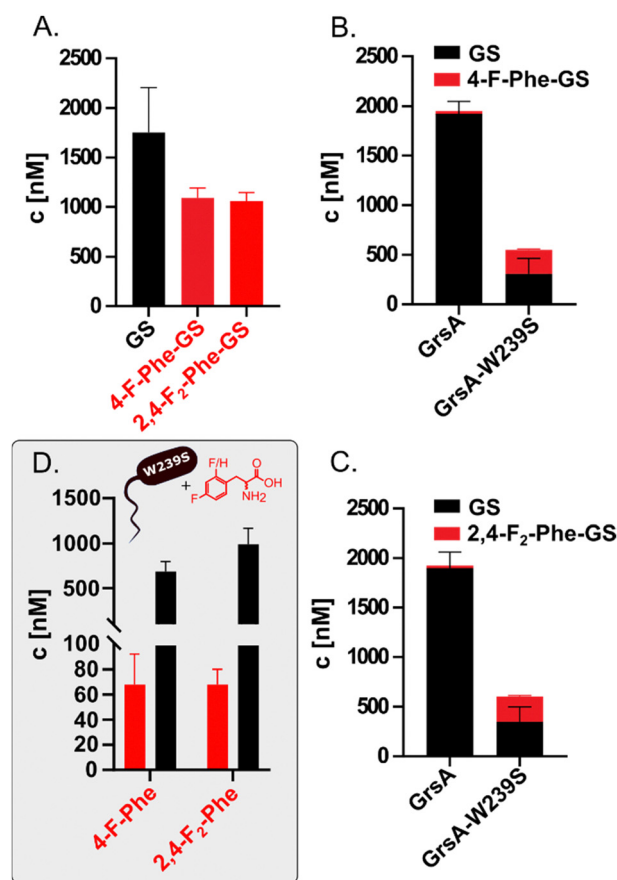 A.
2500
2000
1500
1000
500
0
c [nM]
GS
4-F-Phe-GS
2,4-F₂-Phe-GS
B.
GS
4-F-Phe-GS
2500
2000
1500
1000
500
0
c [nM]
GrsA
GrsA-W239S
D.
W239S
+
F/H
F
O
OH
NH₂
1500
1000
500
100
80
60
40
20
0
c [nM]
4-F-Phe
2,4-F₂-Phe
C.
GS
2,4-F₂-Phe-GS
2500
2000
1500
1000
500
0
c [nM]
GrsA
GrsA-W239S